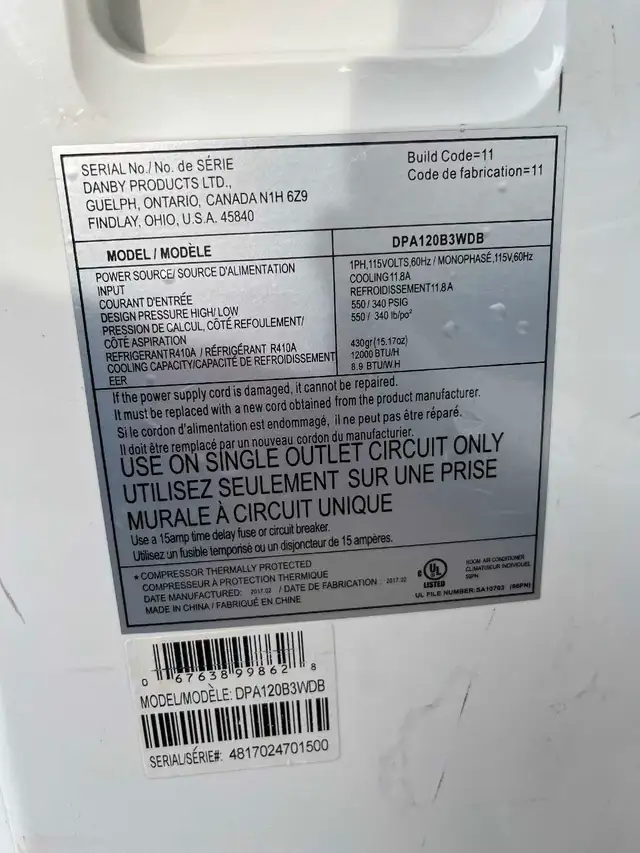 SERIAL No./ No. de SÉRIE
DANBY PRODUCTS LTD.,
GUELPH, ONTARIO, CANADA N1H 6Z9
FINDLAY, OHIO, U.S.A. 45840
Build Code=11
Code de fabrication=11
MODEL / MODÈLE
DPA120B3WDB
POWER SOURCE/ SOURCE D'ALIMENTATION
INPUT
COURANT D'ENTRÉE
DESIGN PRESSURE HIGH/ LOW
PRESSION DE CALCUL, CÔTÉ REFOULEMENT/
CÔTÉ ASPIRATION
REFRIGERANTR410A / RÉFRIGÉRANT R410A
COOLING CAPACITY/CAPACITÉ DE REFROIDISSEMENT
EER
1PH,115VOLTS,60Hz / MONOPHASÉ,115V,60Hz
COOLING11.8A
REFROIDISSEMENT11.8A
550 / 340 PSIG
550 / 340 lb/po²
430gr(15.17oz)
12000 BTU/H
8.9 BTU/W.H
If the power supply cord is damaged, it cannot be repaired.
It must be replaced with a new cord obtained from the product manufacturer.
Si le cordon d'alimentation est endommagé, il ne peut pas être réparé.
Il doit être remplacé par un nouveau cordon du manufacturier.
USE ON SINGLE OUTLET CIRCUIT ONLY
UTILISEZ SEULEMENT SUR UNE PRISE
MURALE À CIRCUIT UNIQUE
Use a 15amp time delay fuse or circuit breaker.
Utilisez un fusible temporisé ou un disjoncteur de 15 ampères.
*COMPRESSOR THERMALLY PROTECTED
COMPRESSEUR À PROTECTION THERMIQUE
DATE MANUFACTURED: 2017.02 / DATE DE FABRICATION: 2017.02
MADE IN CHINA / FABRIQUÉ EN CHINE
E UL
LISTED
ROOM AIR CONDITIONER
CLIMATISEUR INDIVIDUEL
58PN
UL FILE NUMBER:SA10703 (58PN)
0 67638 99862 8
MODEL/MODÈLE: DPA120B3WDB
SERIAL/SÉRIE#: 4817024701500